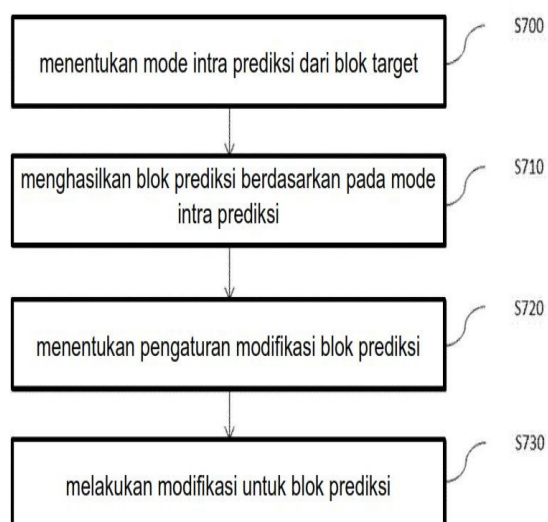 S700
menentukan mode intra prediksi dari blok target
S710
menghasilkan blok prediksi berdasarkan pada mode
intra prediksi
S720
menentukan pengaturan modifikasi blok prediksi
S730
melakukan modifikasi untuk blok prediksi